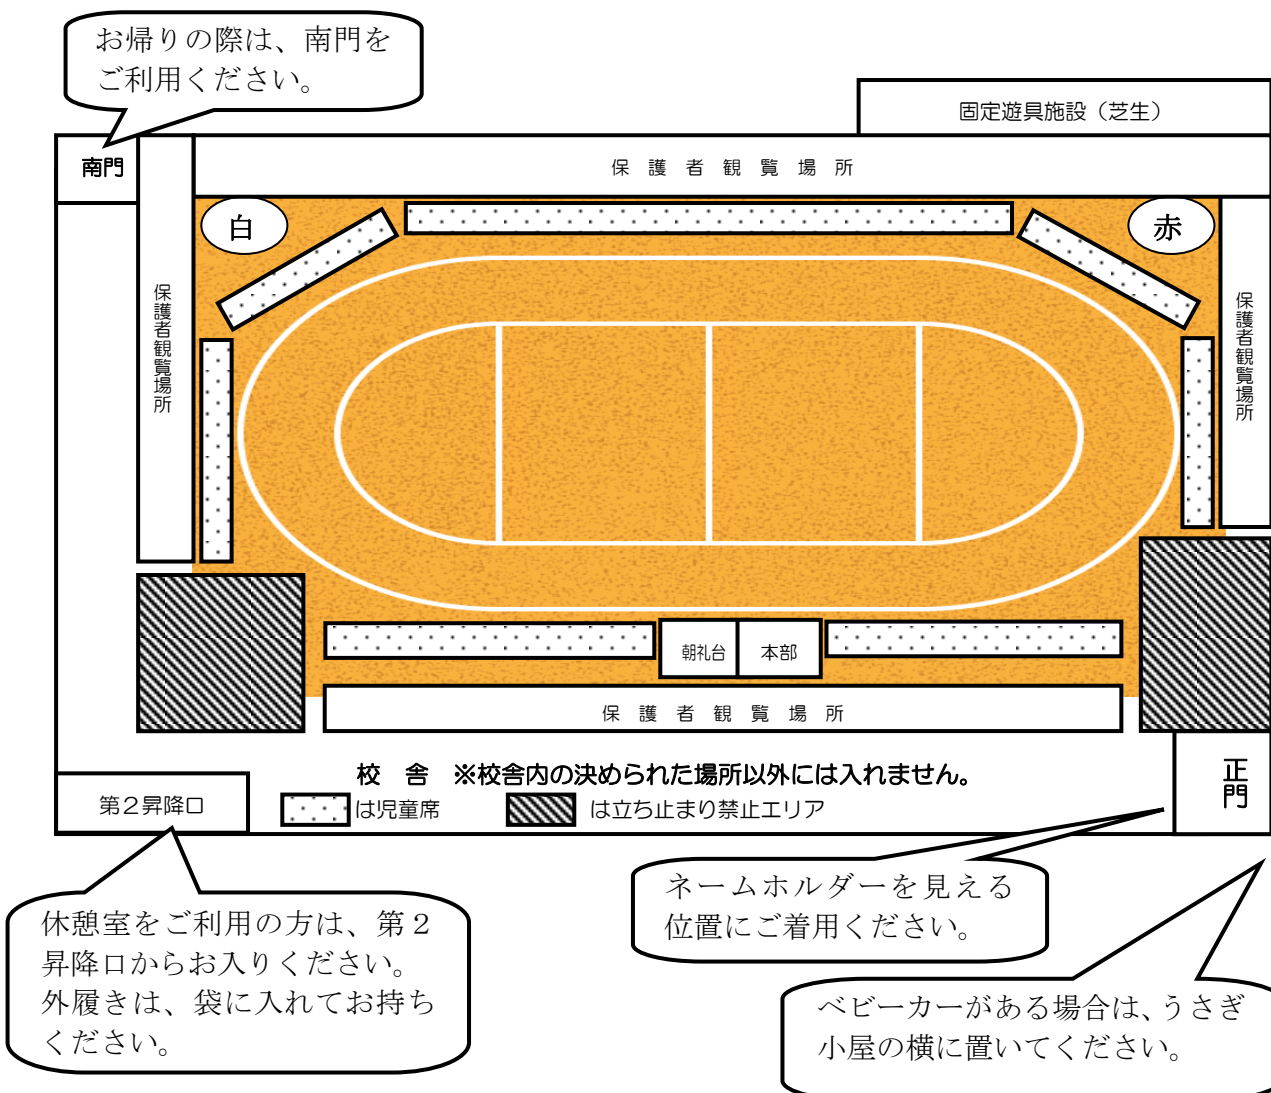 お帰りの際は、南門を
ご利用ください。
固定遊具施設（芝生）
南門
保護者観覧場所
白
赤
保護者観覧場所
保護者観覧場所
朝礼台
本部
保護者観覧場所
校舎　※校舎内の決められた場所以外には入れません。
正門
第２昇降口
は児童席
は立ち止まり禁止エリア
ネームホルダーを見える
位置にご着用ください。
休憩室をご利用の方は、第２
昇降口からお入りください。
外履きは、袋に入れてお持ち
ください。
ベビーカーがある場合は、うさぎ
小屋の横に置いてください。